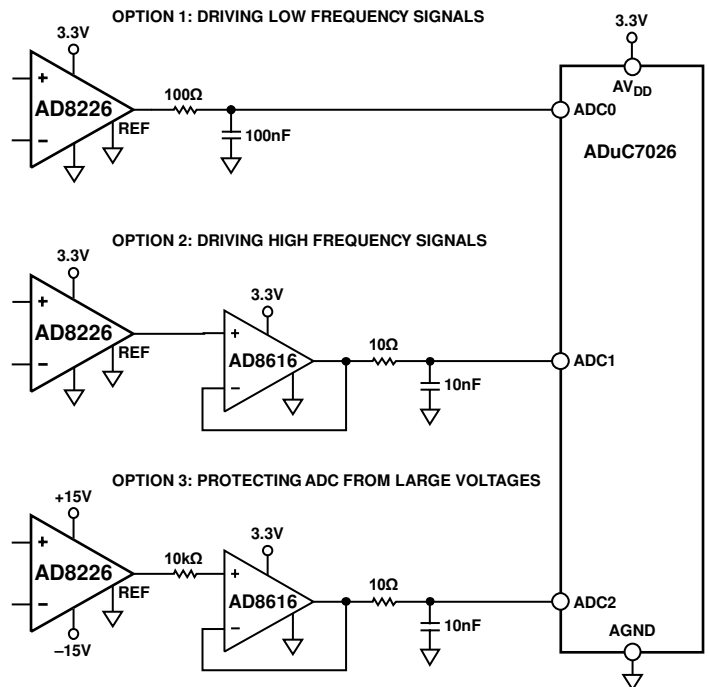 OPTION 1: DRIVING LOW FREQUENCY SIGNALS
3.3V
3.3V
AVDD
+
100Ω
AD8226
ADC0
REF
100nF
−
ADuC7026
OPTION 2: DRIVING HIGH FREQUENCY SIGNALS
3.3V
3.3V
+
+
10Ω
AD8226
REF
AD8616
ADC1
−
−
10nF
OPTION 3: PROTECTING ADC FROM LARGE VOLTAGES
+15V
3.3V
+
10kΩ
+
10Ω
AD8226
REF
AD8616
ADC2
−
−
10nF
AGND
−15V